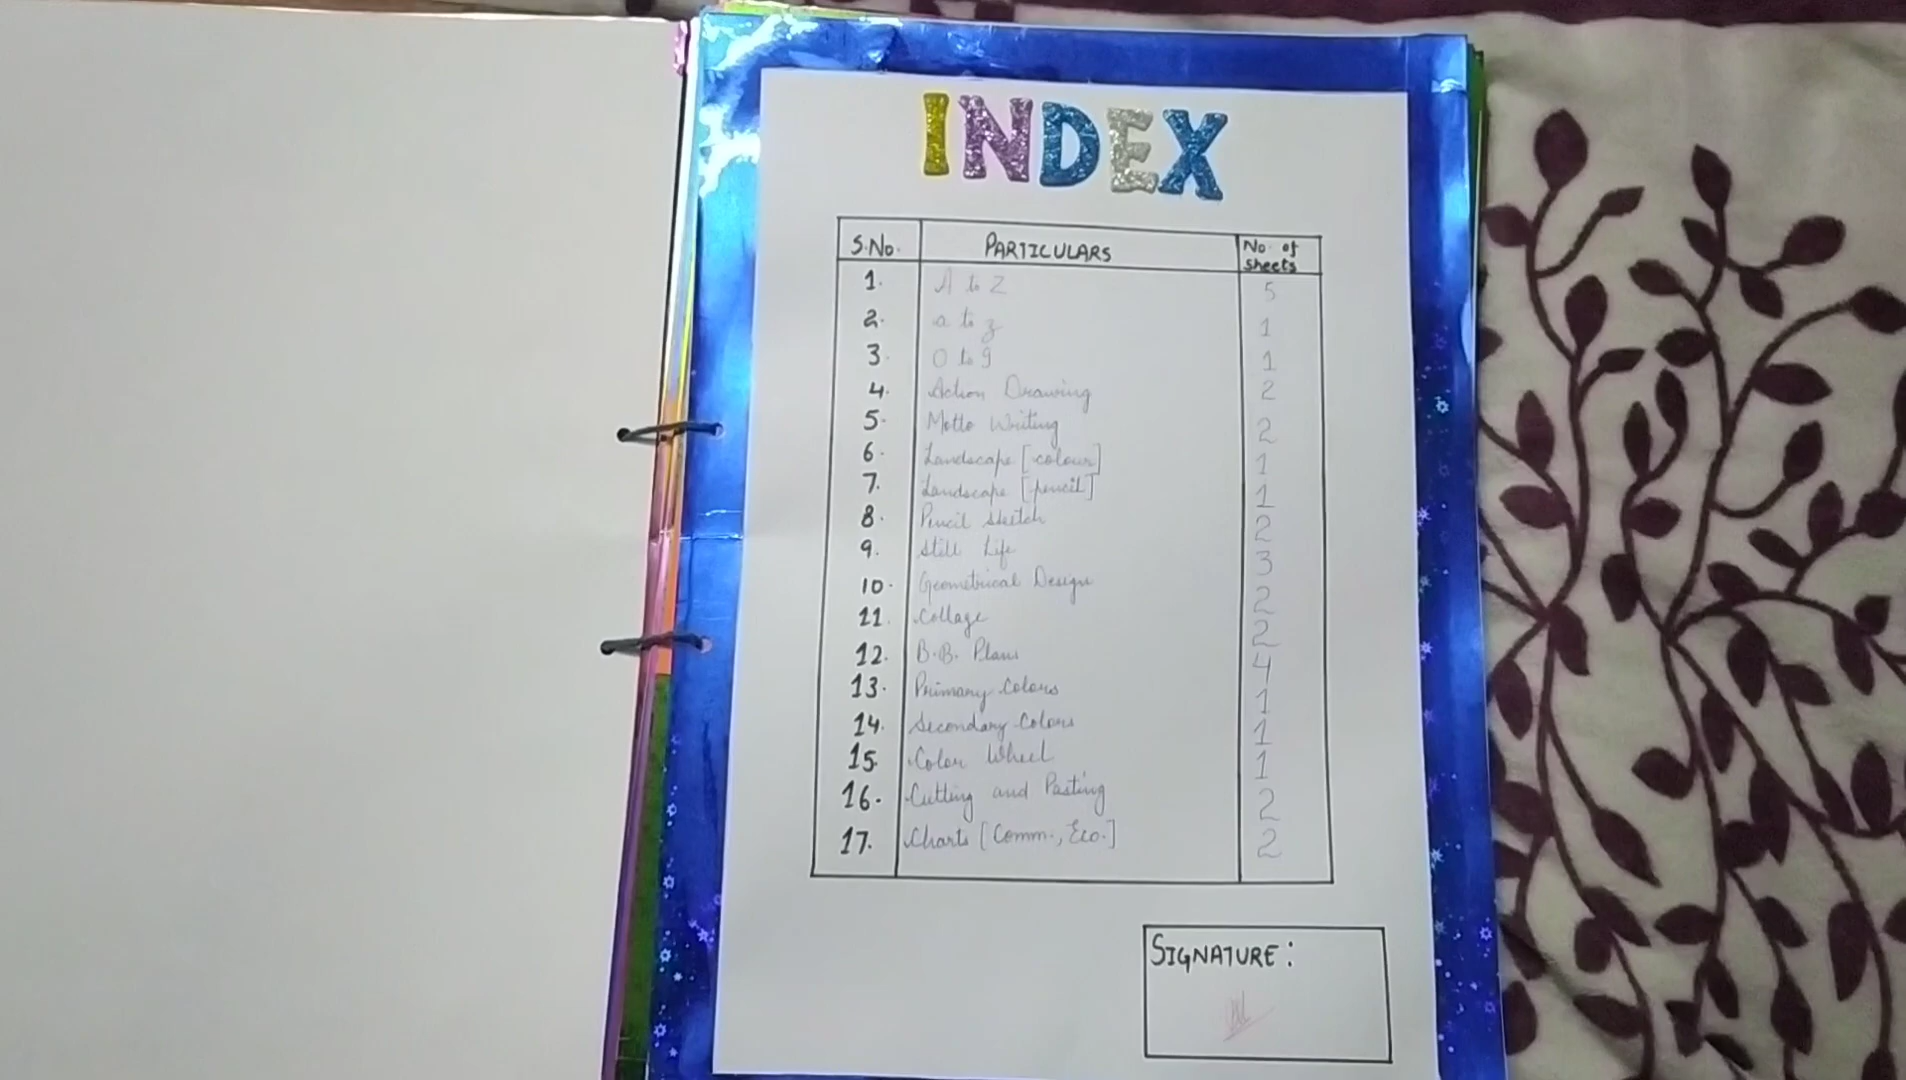 INDEX
S.No. PARTICULARS No. of sheets
1. A to Z 5
2. a to z 1
3. 0 to 9 1
4. Action Drawing 2
5. Motto Writing 2
6. Landscape [colour] 1
7. Landscape [pencil] 1
8. Pencil sketch 2
9. Still Life 3
10. Geometrical Design 2
11. Collage 2
12. B.B. Plans 4
13. Primary Colors 1
14. Secondary Colors 1
15. Color Wheel 1
16. Cutting and Pasting 2
17. Charts [Comm., Eco.] 2
SIGNATURE: